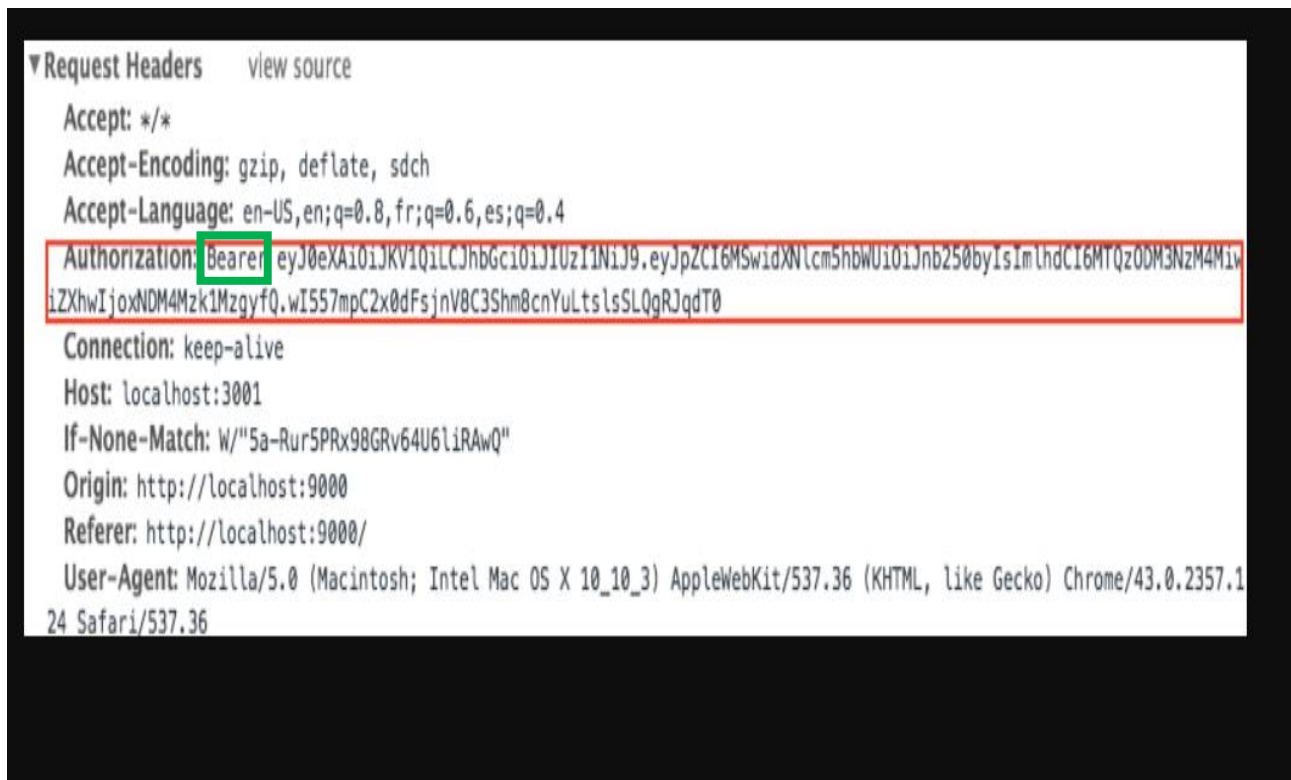 ▼Request Headers view source
Accept: */*
Accept-Encoding: gzip, deflate, sdch
Accept-Language: en-US,en;q=0.8,fr;q=0.6,es;q=0.4
Authorization: Bearer eyJ0eXAiOiJKV1QiLCJhbGciOiJIUzI1NiJ9.eyJpZCI6MSwidXNlcm5hbWUiOiJnb250byIsImlhdCI6MTQzODM3NzM4Miw
iZXhwIjoxNDM4Mzk1MzgyfQ.wI557mpC2x0dFsjnV8C3Shm8cnYuLtslsSLQgRJqdT0
Connection: keep-alive
Host: localhost:3001
If-None-Match: W/"5a-Rur5PRx98GRv64U6liRAwQ"
Origin: http://localhost:9000
Referer: http://localhost:9000/
User-Agent: Mozilla/5.0 (Macintosh; Intel Mac OS X 10_10_3) AppleWebKit/537.36 (KHTML, like Gecko) Chrome/43.0.2357.1
24 Safari/537.36